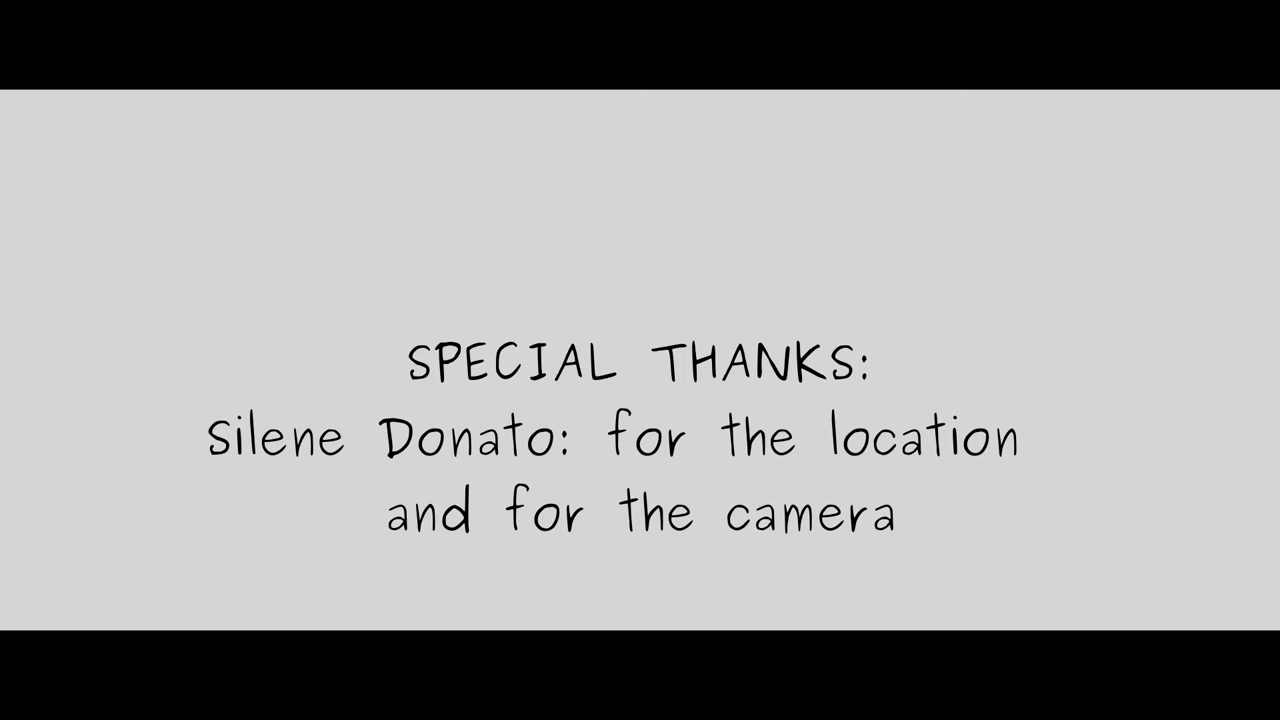 SPECIAL THANKS:
Silene Donato: for the location
and for the camera